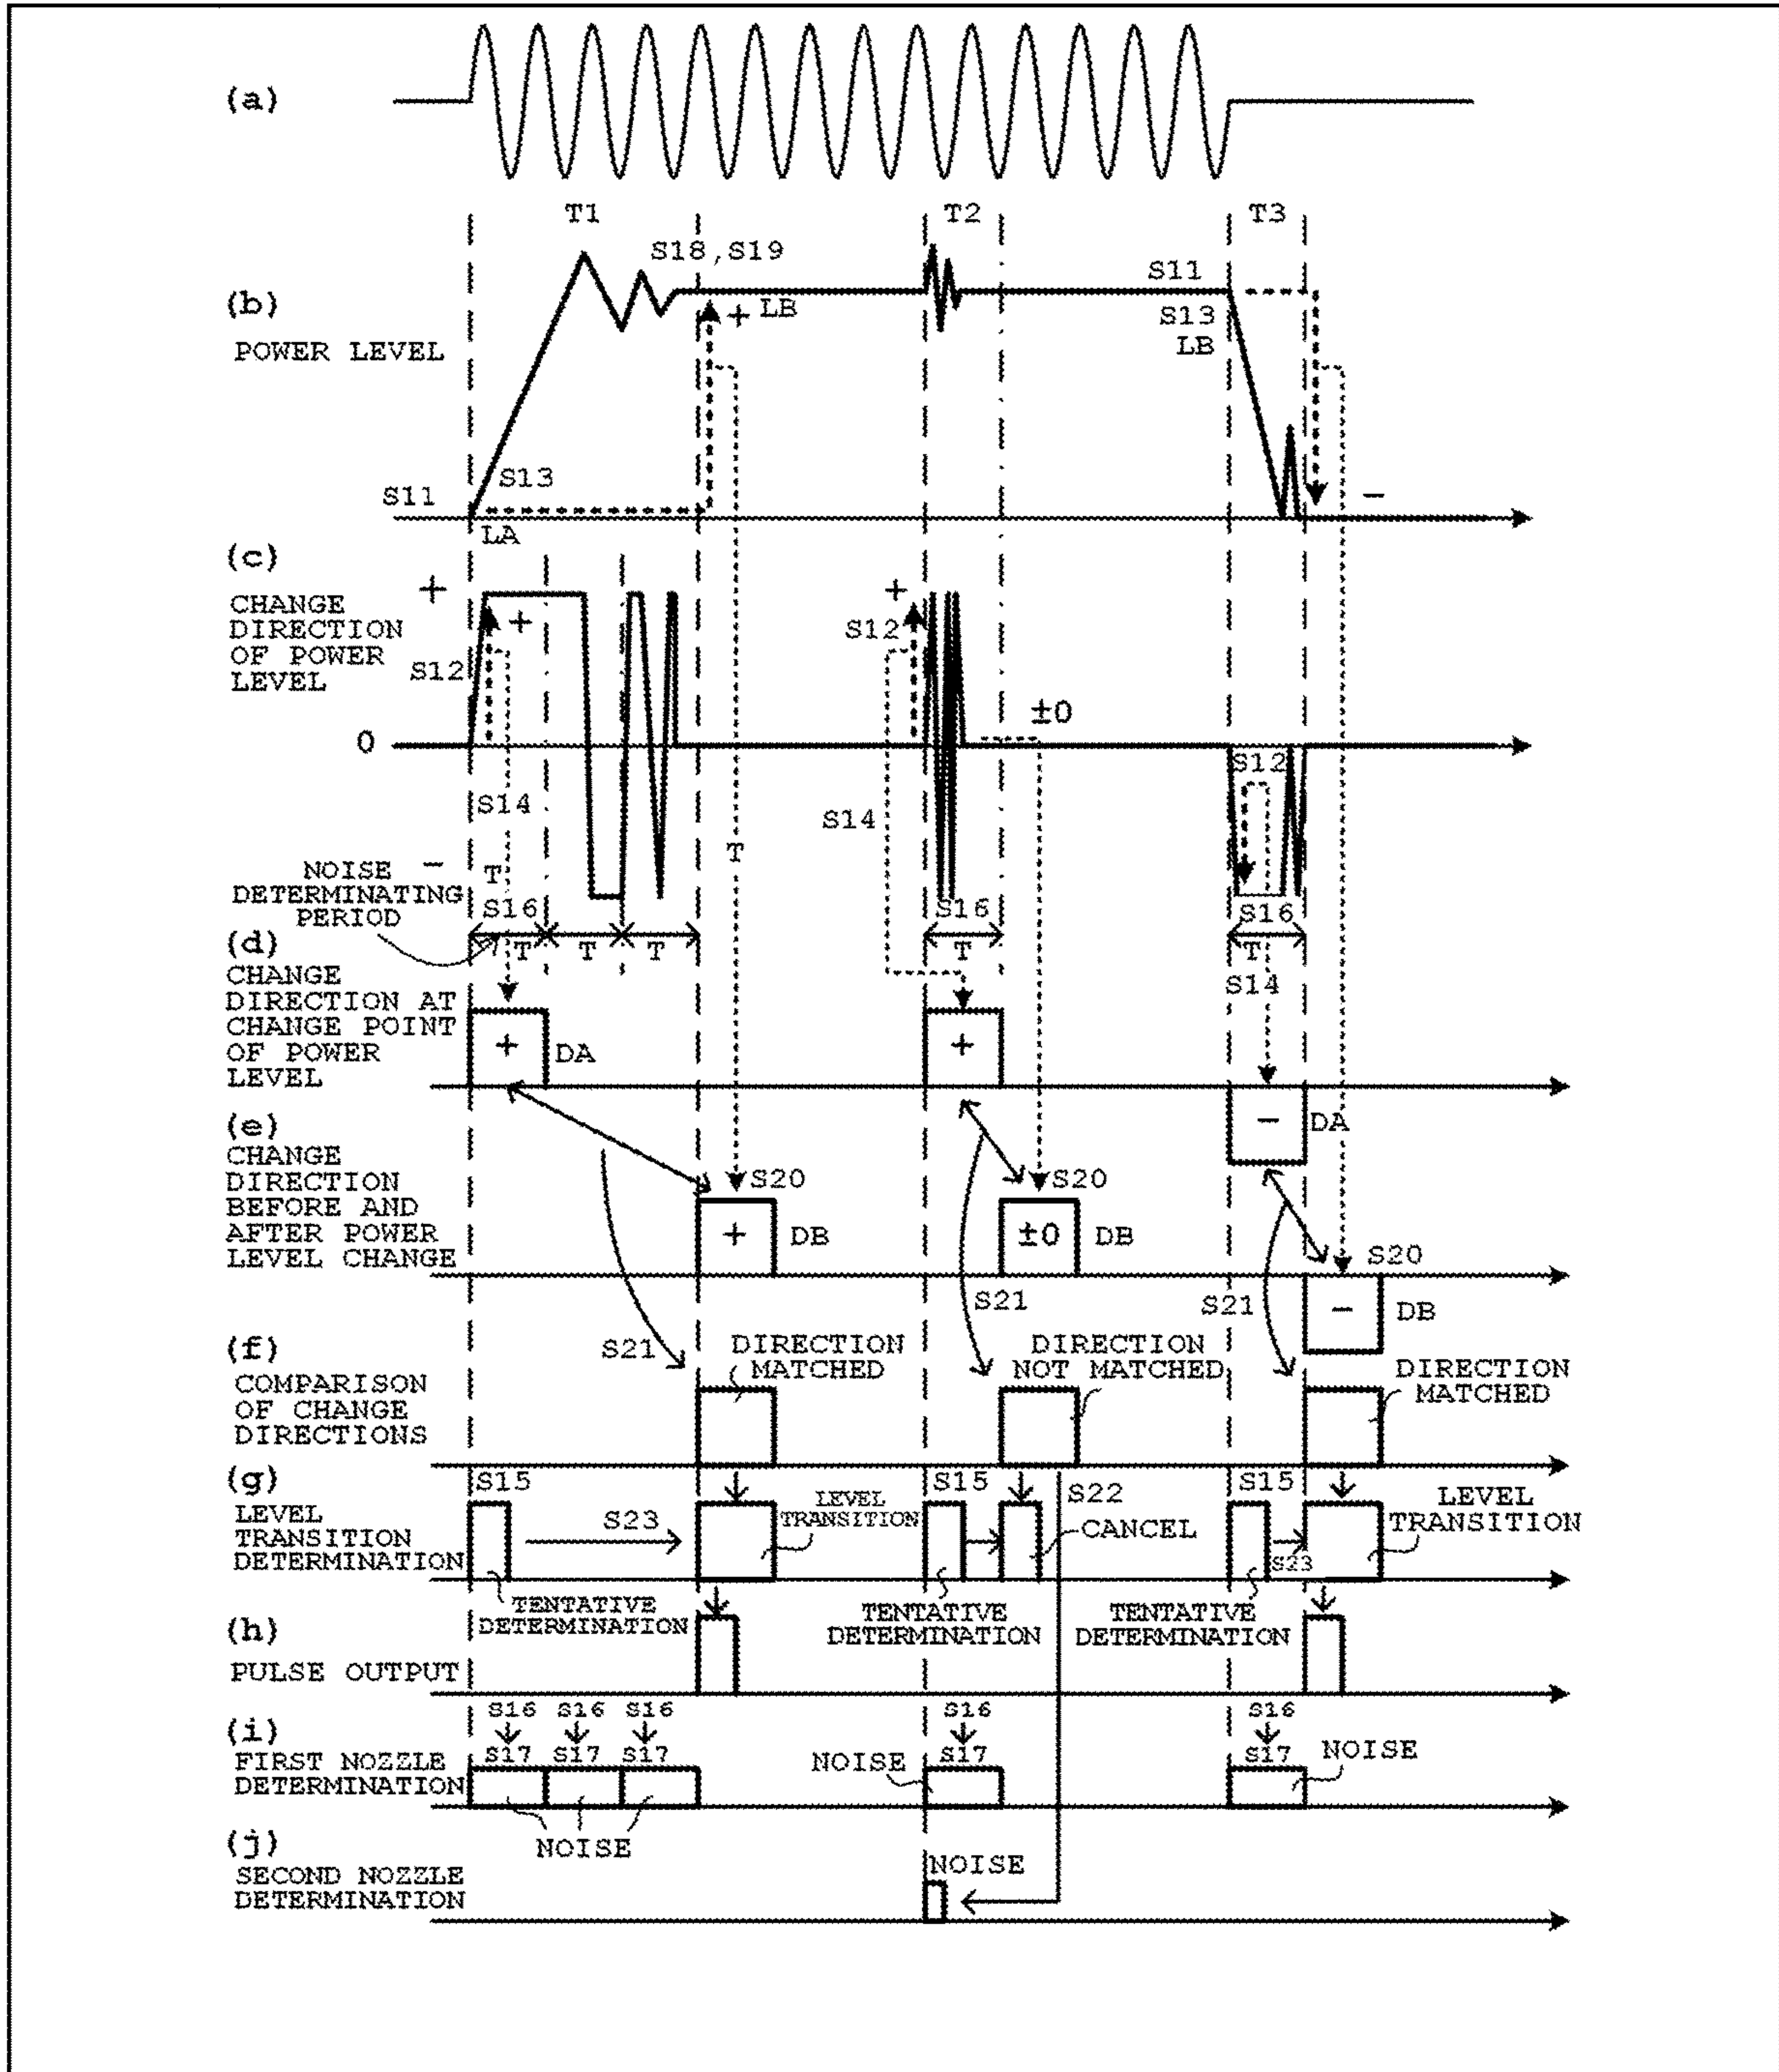 (a)
T1
T2
T3
S18,S19
S11
(b)
+
LB
S13
LB
POWER LEVEL
S13
S11
-
LA
(c)
+
+
CHANGE
DIRECTION
OF POWER
LEVEL
+
S12
S12
±0
0
S12
S14
S14
T
-
NOISE
DETERMINATING
PERIOD
T
S16
S16
S16
(d)
T
T
T
T
T
CHANGE
DIRECTION AT
CHANGE POINT
OF POWER
LEVEL
S14
+
DA
+
-
DA
(e)
CHANGE
DIRECTION
BEFORE AND
AFTER POWER
LEVEL CHANGE
S20
S20
+
DB
±0
DB
S20
S21
S21
-
DB
(f)
S21
DIRECTION
MATCHED
DIRECTION
NOT MATCHED
DIRECTION
MATCHED
COMPARISON
OF CHANGE
DIRECTIONS
(g)
S15
S15
S22
S15
LEVEL
TRANSITION
DETERMINATION
S23
LEVEL
TRANSITION
CANCEL
S23
LEVEL
TRANSITION
TENTATIVE
DETERMINATION
TENTATIVE
DETERMINATION
TENTATIVE
DETERMINATION
(h)
PULSE OUTPUT
S16
S16
S16
S16
S16
(i)
S17
S17
S17
S17
S17
FIRST NOZZLE
DETERMINATION
NOISE
NOISE
NOISE
(j)
SECOND NOZZLE
DETERMINATION
NOISE